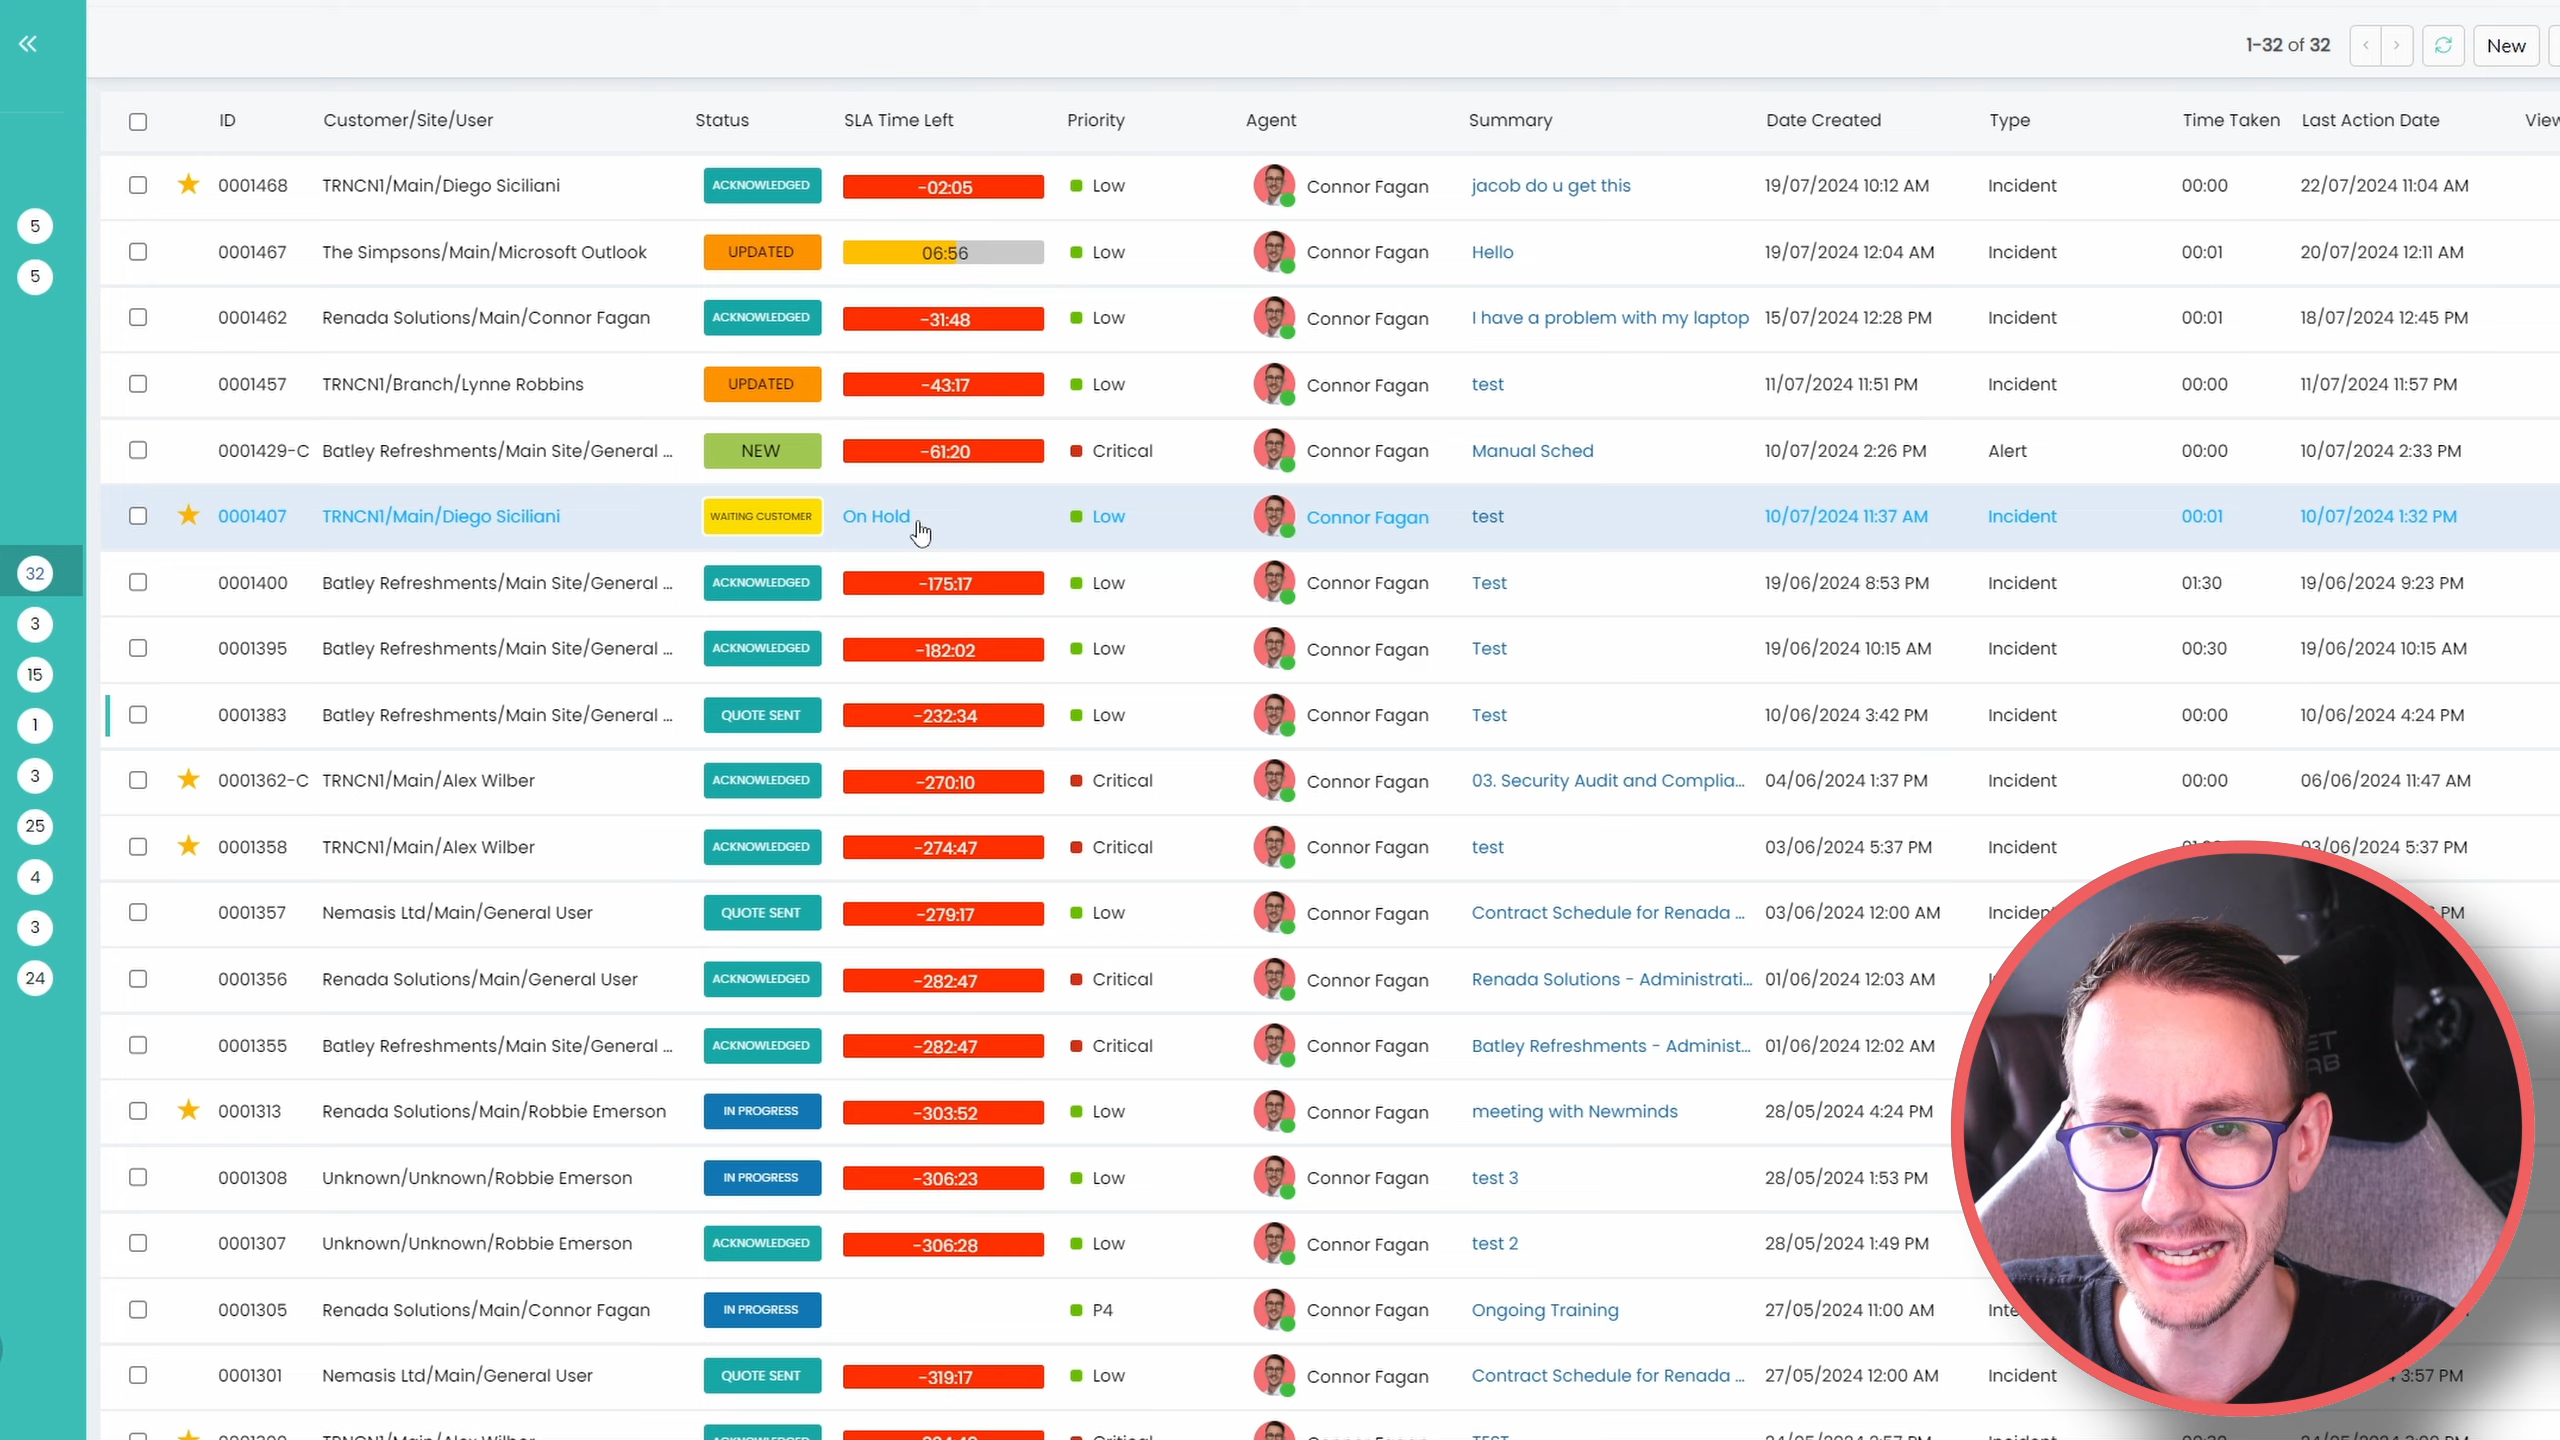 1-32 of 32 New
ID Customer/Site/User Status SLA Time Left Priority Agent Summary Date Created Type Time Taken Last Action Date View
0001468 TRNCN1/Main/Diego Siciliani ACKNOWLEDGED -02:05 Low Connor Fagan jacob do u get this 19/07/2024 10:12 AM Incident 00:00 22/07/2024 11:04 AM
5
0001467 The Simpsons/Main/Microsoft Outlook UPDATED 06:56 Low Connor Fagan Hello 19/07/2024 12:04 AM Incident 00:01 20/07/2024 12:11 AM
5
0001462 Renada Solutions/Main/Connor Fagan ACKNOWLEDGED -31:48 Low Connor Fagan I have a problem with my laptop 15/07/2024 12:28 PM Incident 00:01 18/07/2024 12:45 PM
0001457 TRNCN1/Branch/Lynne Robbins UPDATED -43:17 Low Connor Fagan test 11/07/2024 11:51 PM Incident 00:00 11/07/2024 11:57 PM
0001429-C Batley Refreshments/Main Site/General ... NEW -61:20 Critical Connor Fagan Manual Sched 10/07/2024 2:26 PM Alert 00:00 10/07/2024 2:33 PM
0001407 TRNCN1/Main/Diego Siciliani WAITING CUSTOMER On Hold Low Connor Fagan test 10/07/2024 11:37 AM Incident 00:01 10/07/2024 1:32 PM
32
0001400 Batley Refreshments/Main Site/General ... ACKNOWLEDGED -175:17 Low Connor Fagan Test 19/06/2024 8:53 PM Incident 01:30 19/06/2024 9:23 PM
3
0001395 Batley Refreshments/Main Site/General ... ACKNOWLEDGED -182:02 Low Connor Fagan Test 19/06/2024 10:15 AM Incident 00:30 19/06/2024 10:15 AM
15
0001383 Batley Refreshments/Main Site/General ... QUOTE SENT -232:34 Low Connor Fagan Test 10/06/2024 3:42 PM Incident 00:00 10/06/2024 4:24 PM
1
3
0001362-C TRNCN1/Main/Alex Wilber ACKNOWLEDGED -270:10 Critical Connor Fagan 03. Security Audit and Complia... 04/06/2024 1:37 PM Incident 00:00 06/06/2024 11:47 AM
25
0001358 TRNCN1/Main/Alex Wilber ACKNOWLEDGED -274:47 Critical Connor Fagan test 03/06/2024 5:37 PM Incident 03/06/2024 5:37 PM
4
0001357 Nemasis Ltd/Main/General User QUOTE SENT -279:17 Low Connor Fagan Contract Schedule for Renada ... 03/06/2024 12:00 AM Inciden PM
3
0001356 Renada Solutions/Main/General User ACKNOWLEDGED -282:47 Critical Connor Fagan Renada Solutions - Administrati... 01/06/2024 12:03 AM
24
0001355 Batley Refreshments/Main Site/General ... ACKNOWLEDGED -282:47 Critical Connor Fagan Batley Refreshments - Administ... 01/06/2024 12:02 AM
0001313 Renada Solutions/Main/Robbie Emerson IN PROGRESS -303:52 Low Connor Fagan meeting with Newminds 28/05/2024 4:24 PM
0001308 Unknown/Unknown/Robbie Emerson IN PROGRESS -306:23 Low Connor Fagan test 3 28/05/2024 1:53 PM
0001307 Unknown/Unknown/Robbie Emerson ACKNOWLEDGED -306:28 Low Connor Fagan test 2 28/05/2024 1:49 PM
0001305 Renada Solutions/Main/Connor Fagan IN PROGRESS P4 Connor Fagan Ongoing Training 27/05/2024 11:00 AM Inte
0001301 Nemasis Ltd/Main/General User QUOTE SENT -319:17 Low Connor Fagan Contract Schedule for Renada ... 27/05/2024 12:00 AM Incident 3:57 PM